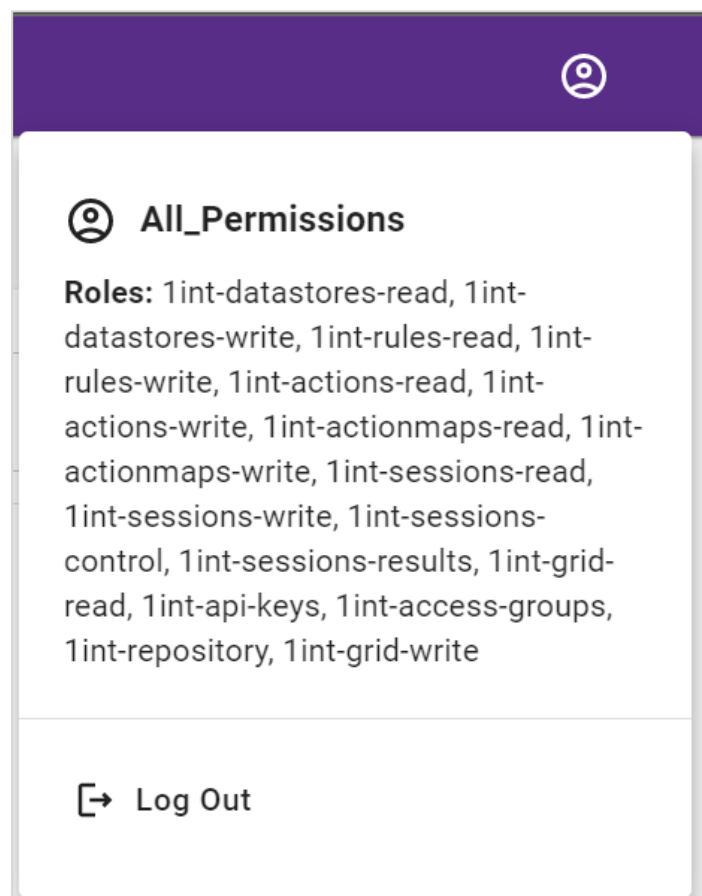 All_Permissions
Roles: 1int-datastores-read, 1int-
datastores-write, 1int-rules-read, 1int-
rules-write, 1int-actions-read, 1int-
actions-write, 1int-actionmaps-read, 1int-
actionmaps-write, 1int-sessions-read,
1int-sessions-write, 1int-sessions-
control, 1int-sessions-results, 1int-grid-
read, 1int-api-keys, 1int-access-groups,
1int-repository, 1int-grid-write
Log Out